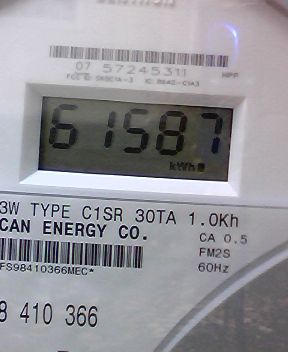 07 57245311 HPP
61587
kWh
3W TYPE C1SR 30TA 1.0Kh
CAN ENERGY CO. CA 0.5
FM2S
FS98410366MEC* 60Hz
8 410 366